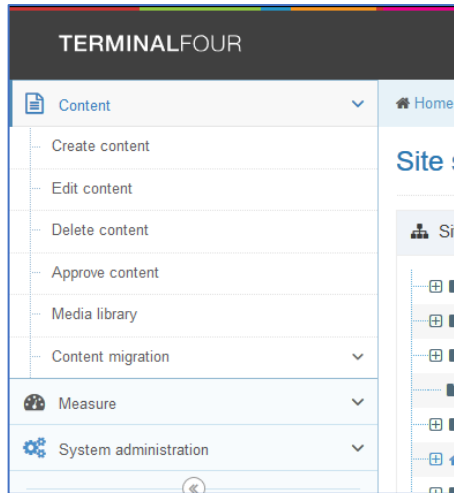 TERMINALFOUR
Content
Home
Create content
Site
Edit content
Delete content
Approve content
Media library
Content migration
Measure
System administration